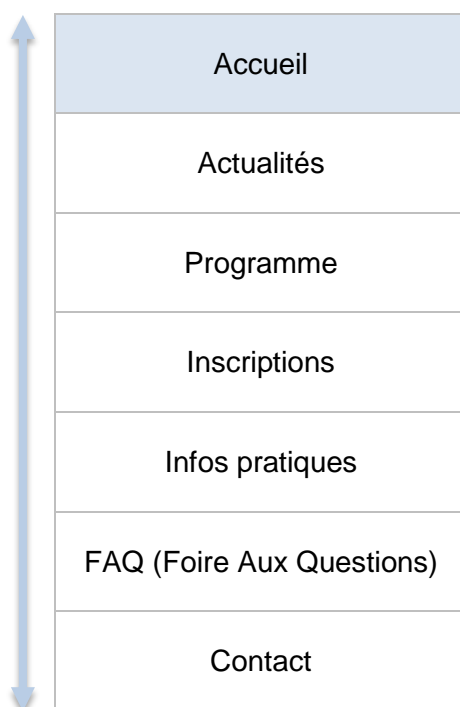 Accueil
Actualités
Programme
Inscriptions
Infos pratiques
FAQ (Foire Aux Questions)
Contact